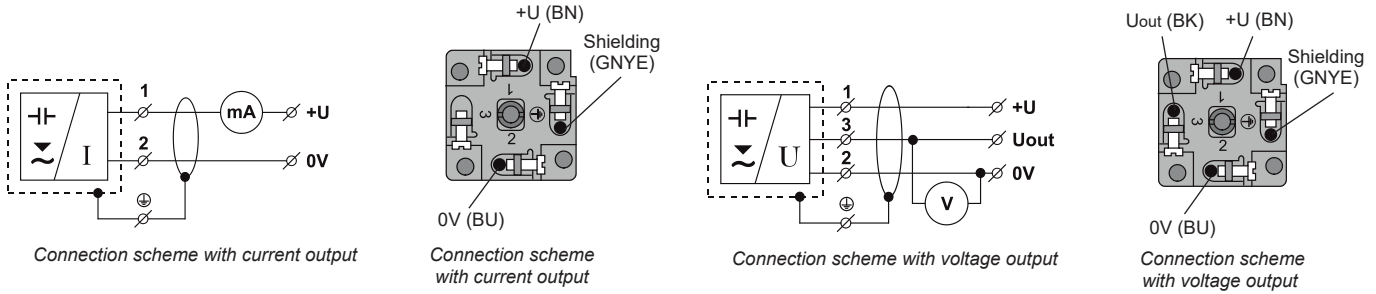 1
2
mA
+U
0V
I
Connection scheme with current output
+U (BN)
Shielding
(GNYE)
1
3
2
0V (BU)
Connection scheme
with current output
1
3
2
+U
Uout
0V
U
V
Connection scheme with voltage output
Uout (BK)
+U (BN)
Shielding
(GNYE)
1
3
2
0V (BU)
Connection scheme
with voltage output